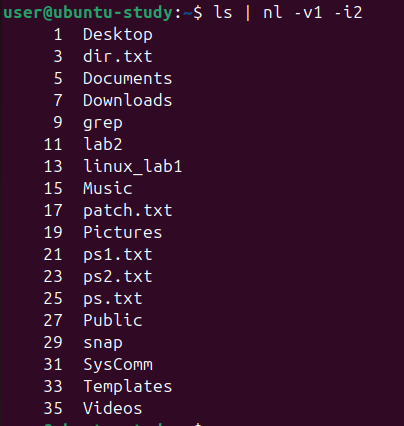 user@ubuntu-study:~$ ls | nl -v1 -i2
1 Desktop
3 dir.txt
5 Documents
7 Downloads
9 grep
11 lab2
13 linux_lab1
15 Music
17 patch.txt
19 Pictures
21 ps1.txt
23 ps2.txt
25 ps.txt
27 Public
29 snap
31 SysComm
33 Templates
35 Videos